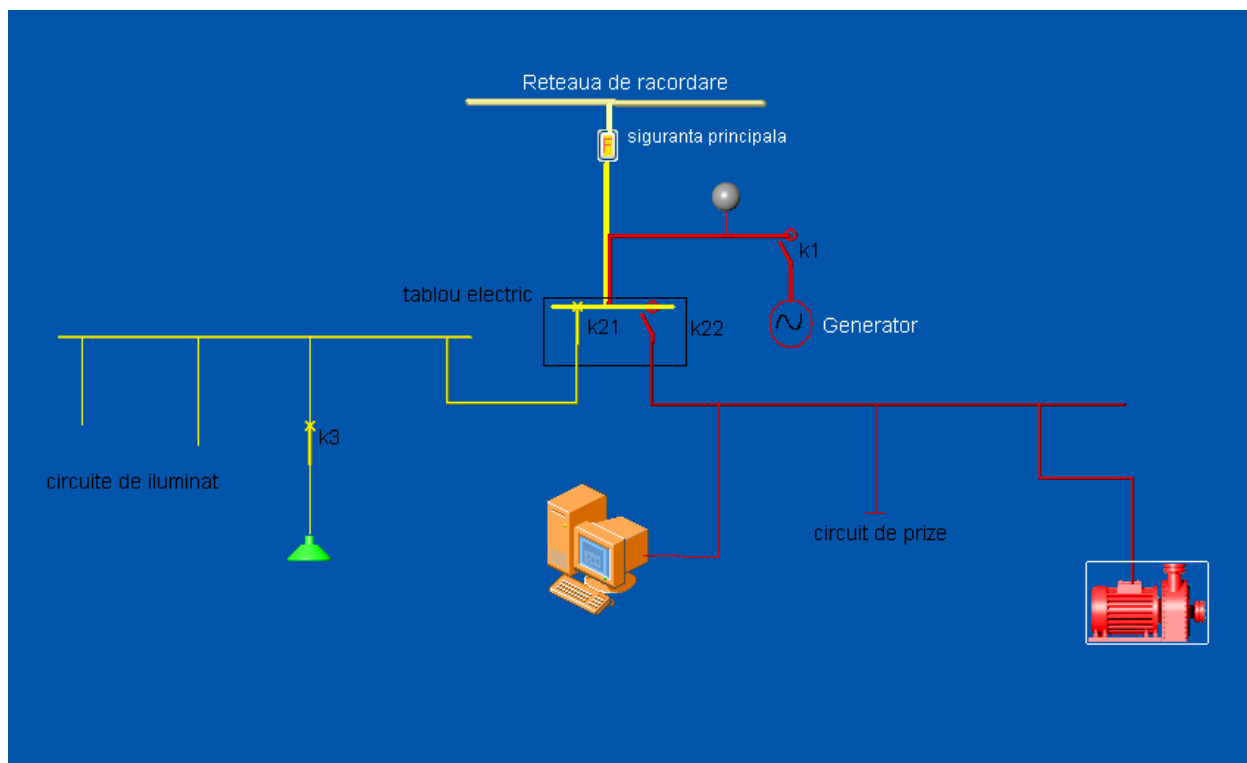 Reteaua de racordare
F
siguranta principala
k1
tablou electric
k21
k22
Generator
k3
circuite de iluminat
circuit de prize